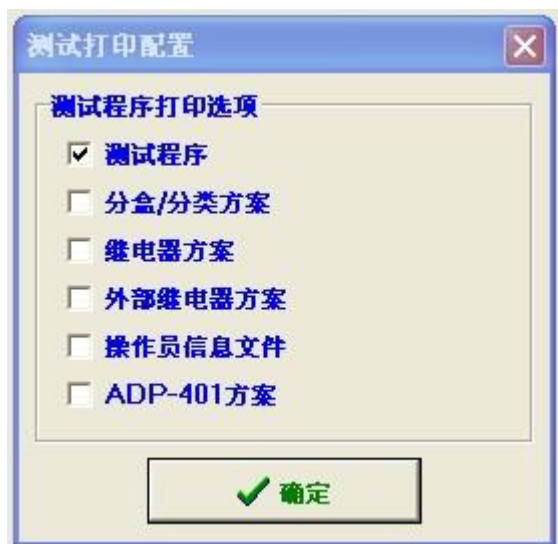 测试打印配置
测试程序打印选项
测试程序
分盒/分类方案
继电器方案
外部继电器方案
操作员信息文件
ADP-401方案
确定